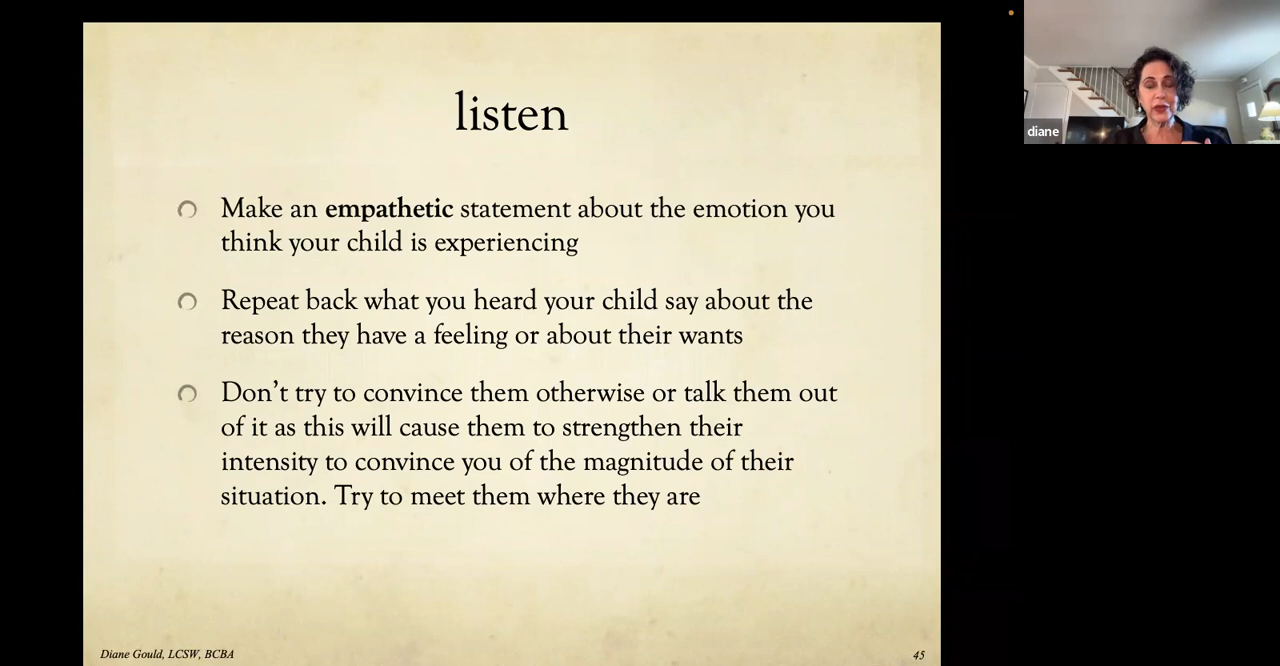 listen
Make an empathetic statement about the emotion you
think your child is experiencing
Repeat back what you heard your child say about the
reason they have a feeling or about their wants
Don’t try to convince them otherwise or talk them out
of it as this will cause them to strengthen their
intensity to convince you of the magnitude of their
situation. Try to meet them where they are
Diane Gould, LCSW, BCBA
45
diane